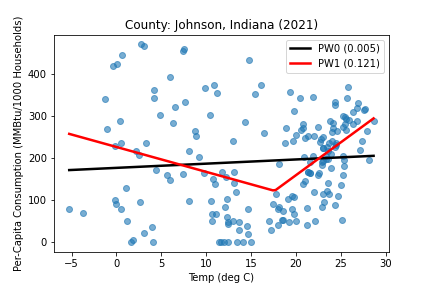 County: Johnson, Indiana (2021)
PW0 (0.005)
PW1 (0.121)
Per-Capita Consumption (MMBtu/1000 Households)
400
300
200
100
0
−5 0 5 10 15 20 25 30
Temp (deg C)